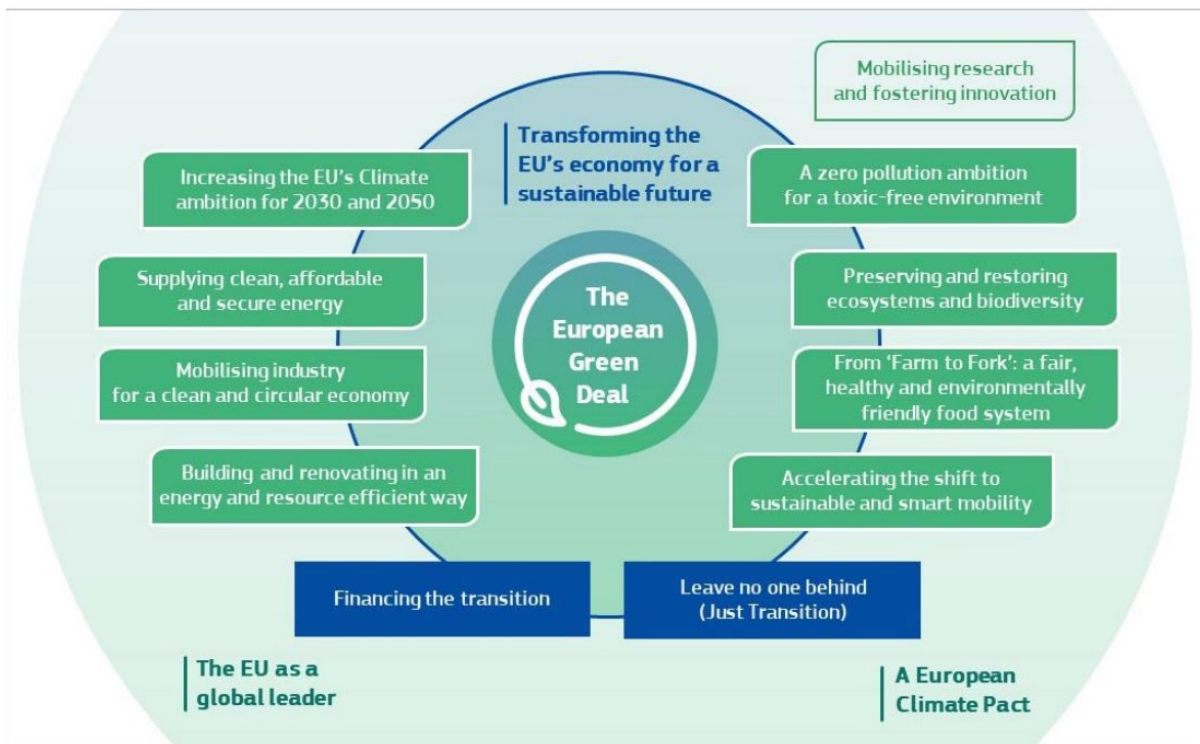 Mobilising research
and fostering innovation
Transforming the
EU's economy for a
sustainable future
Increasing the EU's Climate
ambition for 2030 and 2050
A zero pollution ambition
for a toxic-free environment
Supplying clean, affordable
and secure energy
Preserving and restoring
ecosystems and biodiversity
The
European
Green
Deal
Mobilising industry
for a clean and circular economy
From ‘Farm to Fork’: a fair,
healthy and environmentally
friendly food system
Building and renovating in an
energy and resource efficient way
Accelerating the shift to
sustainable and smart mobility
Financing the transition
Leave no one behind
(Just Transition)
The EU as a
global leader
A European
Climate Pact